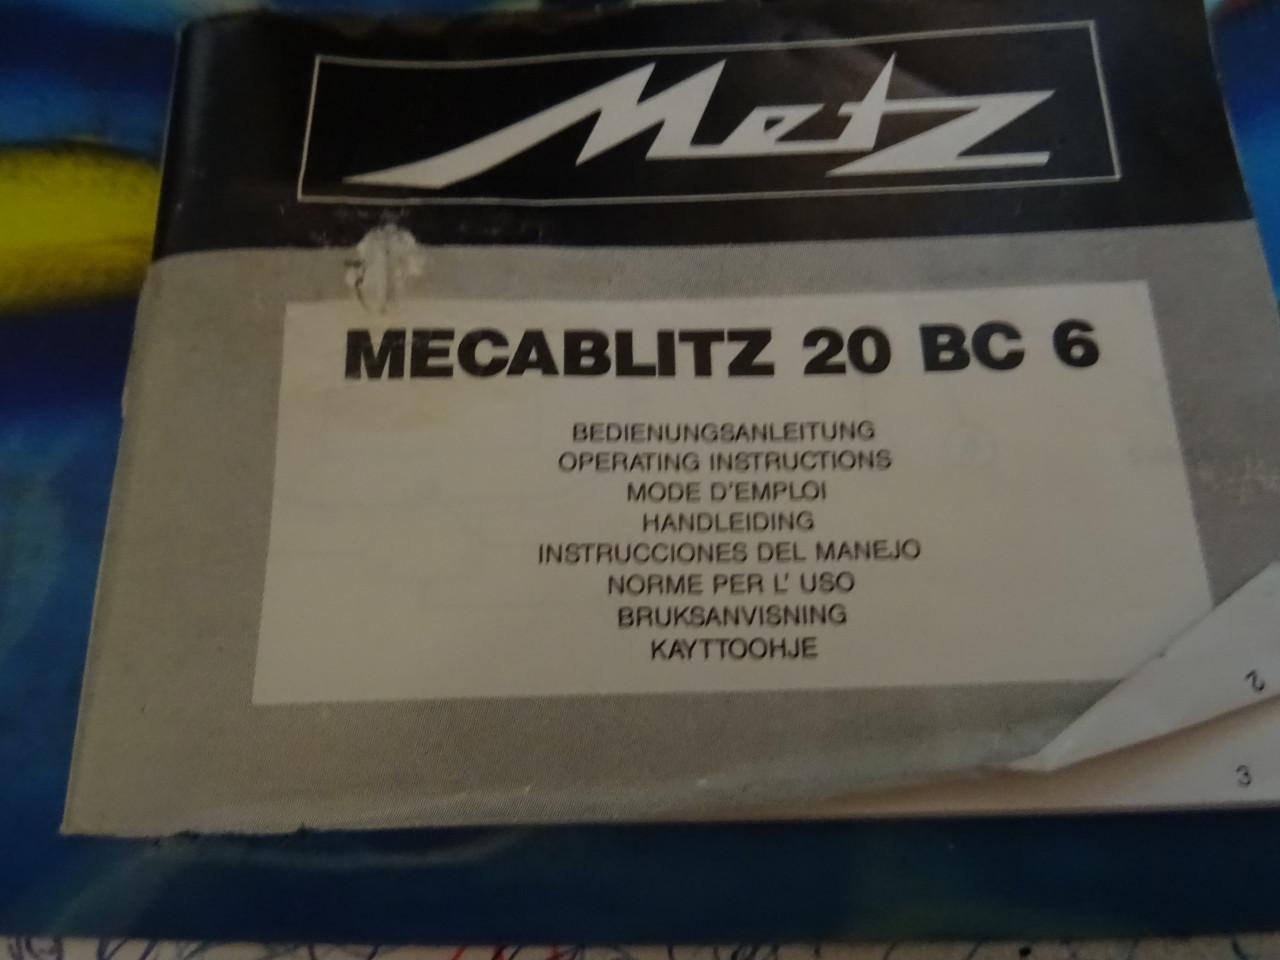 Metz
MECABLITZ 20 BC 6
BEDIENUNGSANLEITUNG
OPERATING INSTRUCTIONS
MODE D'EMPLOI
HANDLEIDING
INSTRUCCIONES DEL MANEJO
NORME PER L' USO
BRUKSANVISNING
KAYTTOOHJE
2
3